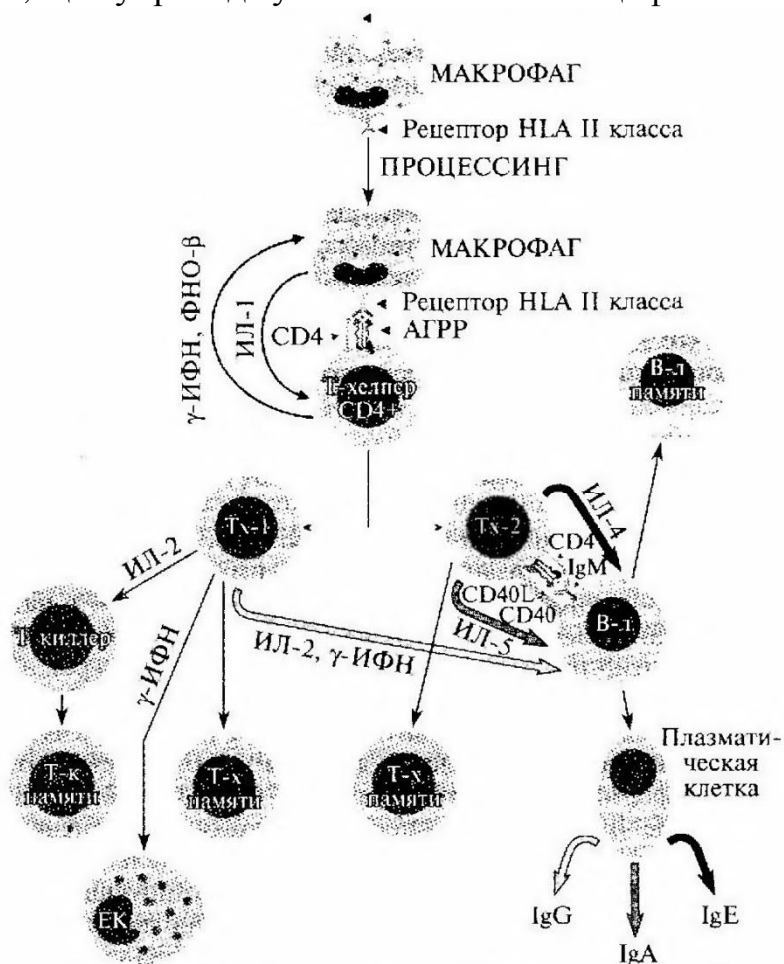 МАКРОФАГ
Рецептор HLA II класса
ПРОЦЕССИНГ
МАКРОФАГ
Рецептор HLA II класса
АГРР
CD4
γ-ИФН, ФНО-β
ИЛ-1
Т-хелпер
CD4+
В-л
памяти
Тх-1
Тх-2
ИЛ-4
CD4
IgM
CD40L
CD40
В-л
ИЛ-2
Т-киллер
γ-ИФН
ИЛ-2, γ-ИФН
ИЛ-5
Т-к
памяти
Т-х
памяти
Т-х
памяти
Плазмати-
ческая
клетка
ЕК
IgG
IgA
IgE